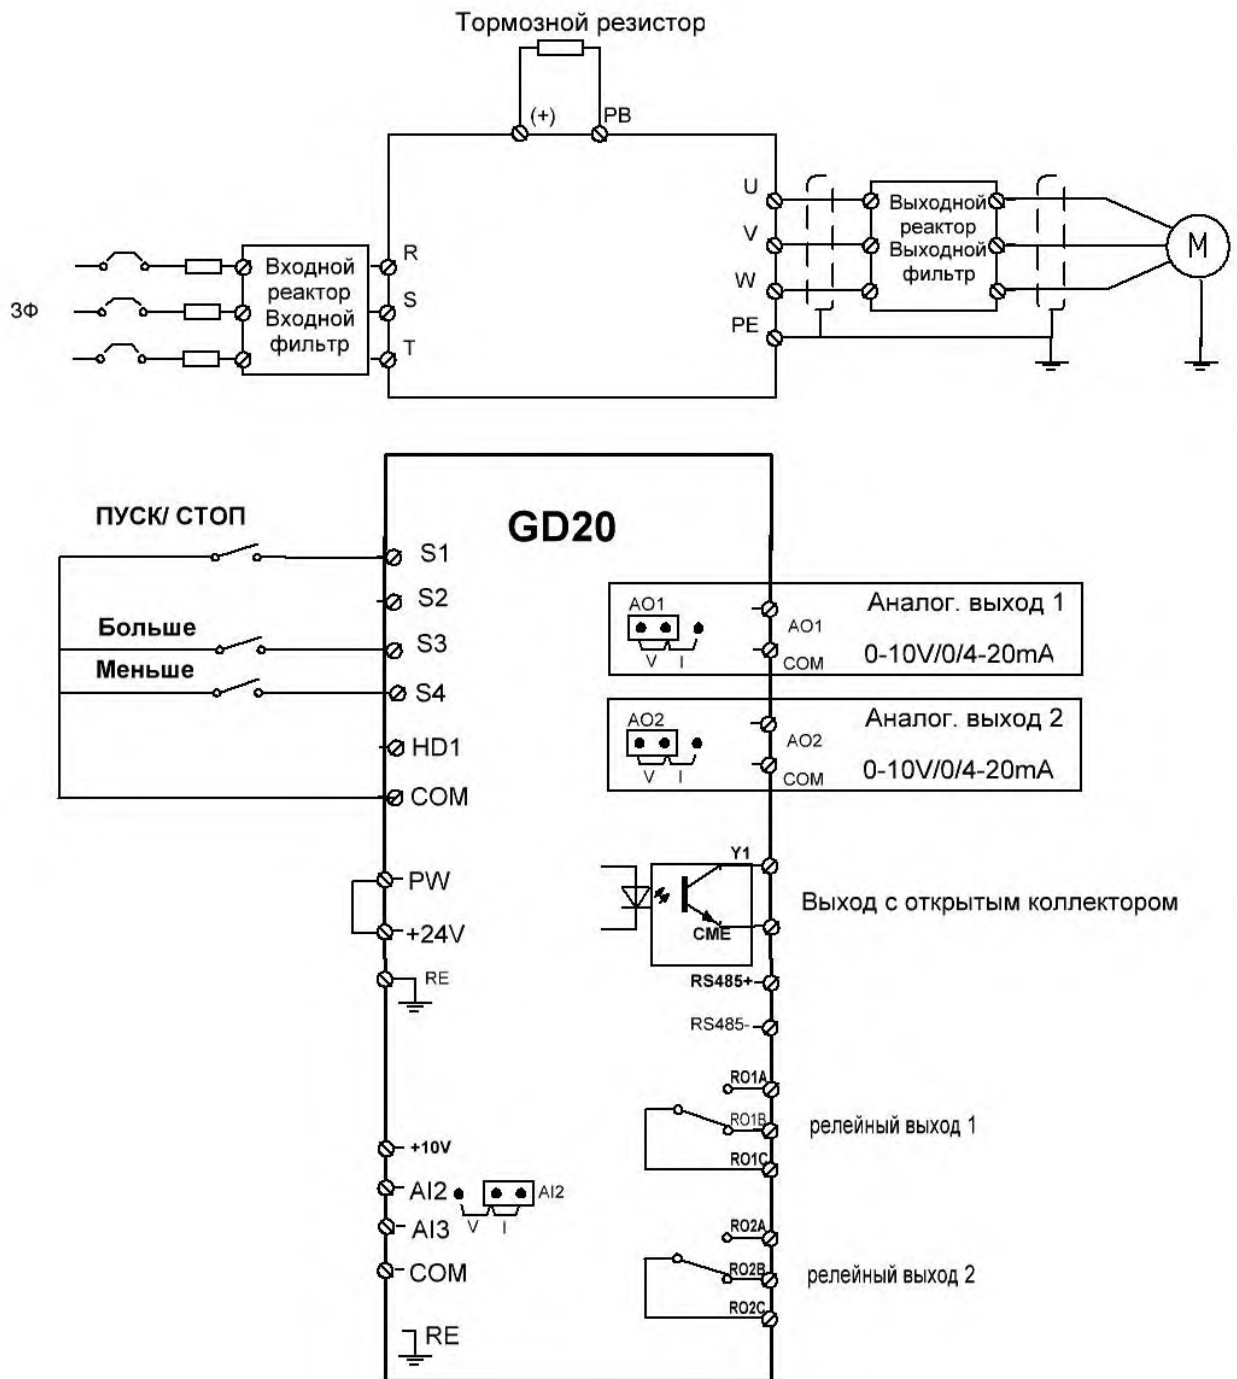 Тормозной резистор
(+)
PB
U
V
W
PE
Выходной
реактор
Выходной
фильтр
M
R
S
T
Входной
реактор
Входной
фильтр
3Ф
ПУСК/ СТОП
GD20
S1
S2
Больше
S3
Меньше
S4
HD1
COM
AO1
V I
AO1
COM
Аналог. выход 1
0-10V/0/4-20mA
AO2
V I
AO2
COM
Аналог. выход 2
0-10V/0/4-20mA
PW
+24V
RE
Y1
CME
Выход с открытым коллектором
RS485+
RS485-
RO1A
RO1B
RO1C
релейный выход 1
+10V
AI2
AI2
V I
AI3
COM
RE
RO2A
RO2B
RO2C
релейный выход 2